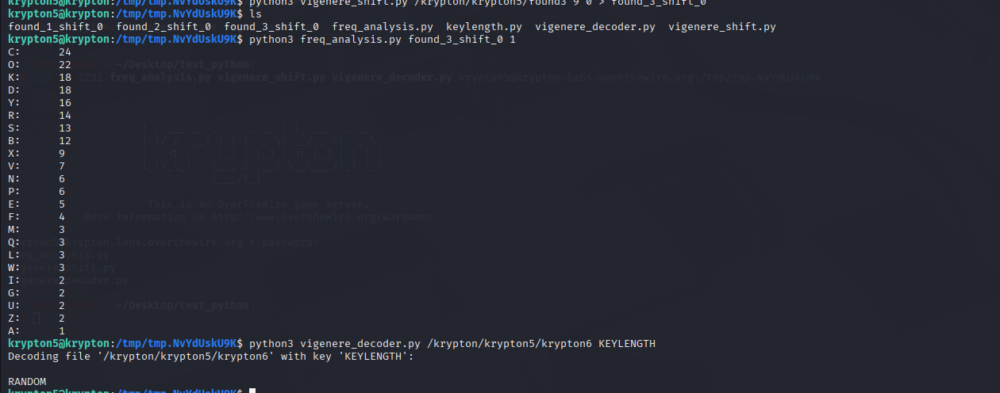 krypton5@krypton:/tmp/tmp.NvYdUskU9K$ python3 vigenere_shift.py /krypton/krypton5/found3 9 0 > found_3_shift_0
krypton5@krypton:/tmp/tmp.NvYdUskU9K$ ls
found_1_shift_0 found_2_shift_0 found_3_shift_0 freq_analysis.py keylength.py vigenere_decoder.py vigenere_shift.py
krypton5@krypton:/tmp/tmp.NvYdUskU9K$ python3 freq_analysis.py found_3_shift_0 1
C: 24
O: 22
~/Desktop/test_python
K: 18
2231 freq_analysis.py vigenere_shift.py vigenere_decoder.py krypton5@krypton.labs.overthewire.org:/tmp/tmp.NvYdUskU9K
D: 18
Y: 16
R: 14
S: 13
B: 12
X: 9
V: 7
N: 6
P: 6
E: 5
This is an OverTheWire game server.
F: 4
More information on http://www.overthewire.org/wargames
M: 3
Q: 3
krypton5@krypton.labs.overthewire.org's password:
L: 3
freq_analysis.py
W: 3
vigenere_shift.py
I: 2
vigenere_decoder.py
G: 2
U: 2
~/Desktop/test_python
Z: 2
A: 1
krypton5@krypton:/tmp/tmp.NvYdUskU9K$ python3 vigenere_decoder.py /krypton/krypton5/krypton6 KEYLENGTH
Decoding file '/krypton/krypton5/krypton6' with key 'KEYLENGTH':
RANDOM
krypton5@krypton:/tmp/tmp.NvYdUskU9K$